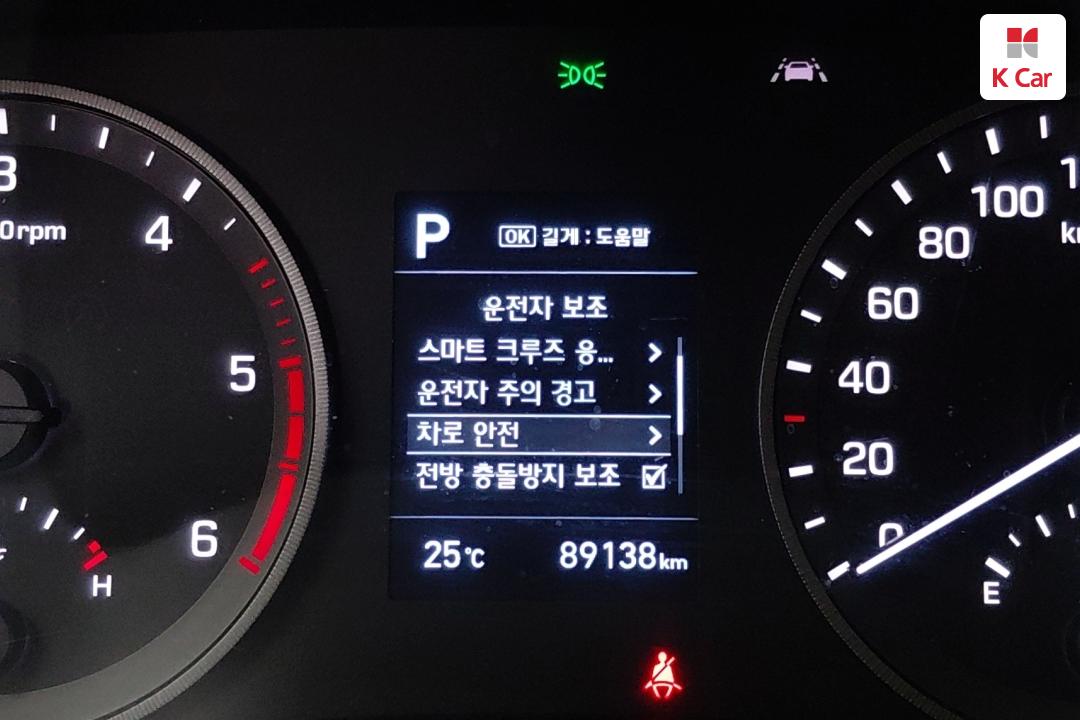 K Car
3
0rpm
4
5
6
H
P
OK 길게 : 도움말
운전자 보조
스마트 크루즈 응...
운전자 주의 경고
차로 안전
전방 충돌방지 보조
25℃ 89138km
100
80
60
40
20
0
E